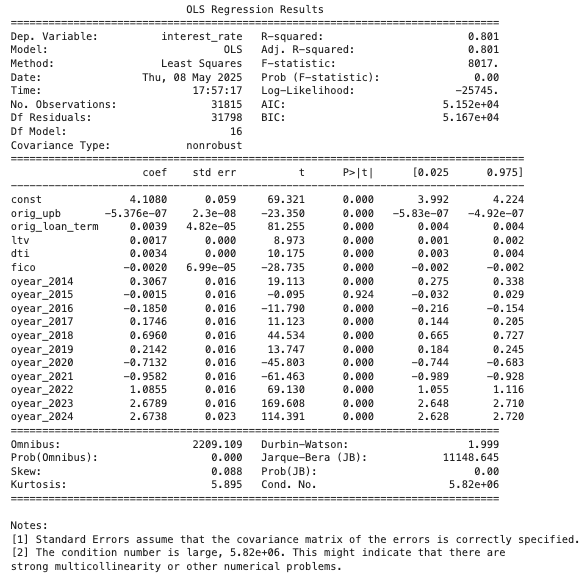 OLS Regression Results
==============================================================================
Dep. Variable: interest_rate R-squared: 0.801
Model: OLS Adj. R-squared: 0.801
Method: Least Squares F-statistic: 8017.
Date: Thu, 08 May 2025 Prob (F-statistic): 0.00
Time: 17:57:17 Log-Likelihood: -25745.
No. Observations: 31815 AIC: 5.152e+04
Df Residuals: 31798 BIC: 5.167e+04
Df Model: 16
Covariance Type: nonrobust
==================================================================================
coef std err t P>|t| [0.025 0.975]
----------------------------------------------------------------------------------
const 4.1080 0.059 69.321 0.000 3.992 4.224
orig_upb -5.376e-07 2.3e-08 -23.350 0.000 -5.83e-07 -4.92e-07
orig_loan_term 0.0039 4.82e-05 81.255 0.000 0.004 0.004
ltv 0.0017 0.000 8.973 0.000 0.001 0.002
dti 0.0034 0.000 10.175 0.000 0.003 0.004
fico -0.0020 6.99e-05 -28.735 0.000 -0.002 -0.002
oyear_2014 0.3067 0.016 19.113 0.000 0.275 0.338
oyear_2015 -0.0015 0.016 -0.095 0.924 -0.032 0.029
oyear_2016 -0.1850 0.016 -11.790 0.000 -0.216 -0.154
oyear_2017 0.1746 0.016 11.123 0.000 0.144 0.205
oyear_2018 0.6960 0.016 44.534 0.000 0.665 0.727
oyear_2019 0.2142 0.016 13.747 0.000 0.184 0.245
oyear_2020 -0.7132 0.016 -45.803 0.000 -0.744 -0.683
oyear_2021 -0.9582 0.016 -61.463 0.000 -0.989 -0.928
oyear_2022 1.0855 0.016 69.130 0.000 1.055 1.116
oyear_2023 2.6789 0.016 169.608 0.000 2.648 2.710
oyear_2024 2.6738 0.023 114.391 0.000 2.628 2.720
==============================================================================
Omnibus: 2209.109 Durbin-Watson: 1.999
Prob(Omnibus): 0.000 Jarque-Bera (JB): 11148.645
Skew: 0.088 Prob(JB): 0.00
Kurtosis: 5.895 Cond. No. 5.82e+06
==============================================================================
Notes:
[1] Standard Errors assume that the covariance matrix of the errors is correctly specified.
[2] The condition number is large, 5.82e+06. This might indicate that there are
strong multicollinearity or other numerical problems.